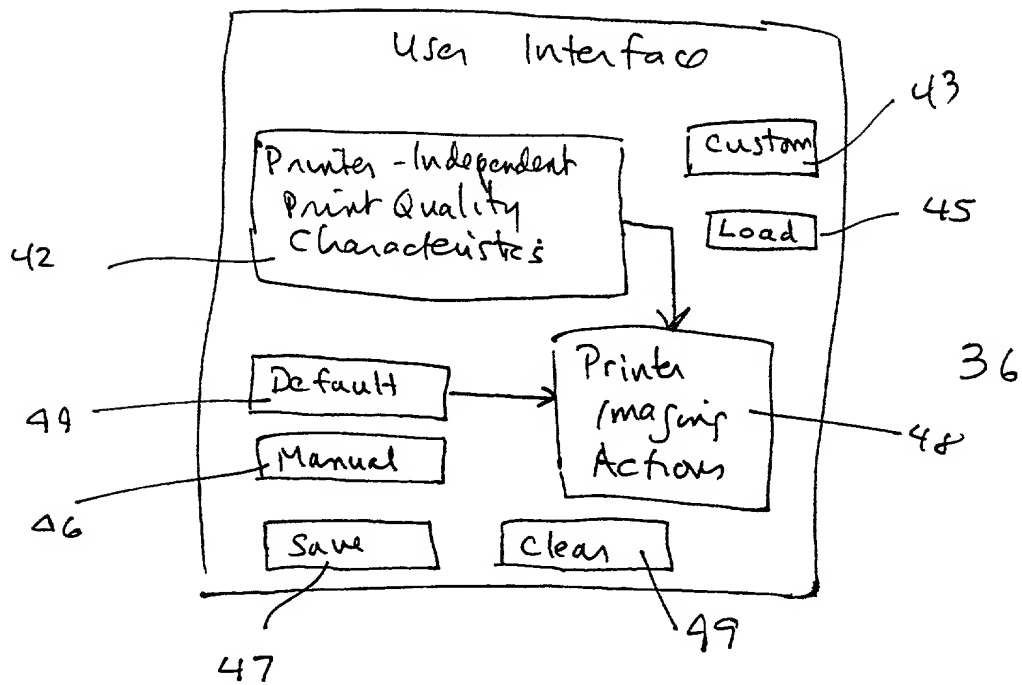 User Interface
43
Custom
Printer-Independent
Print Quality
Characteristics
45
Load
42
36
Default
Printer
Imaging
Actions
44
48
Manual
46
Save
Clear
47
49